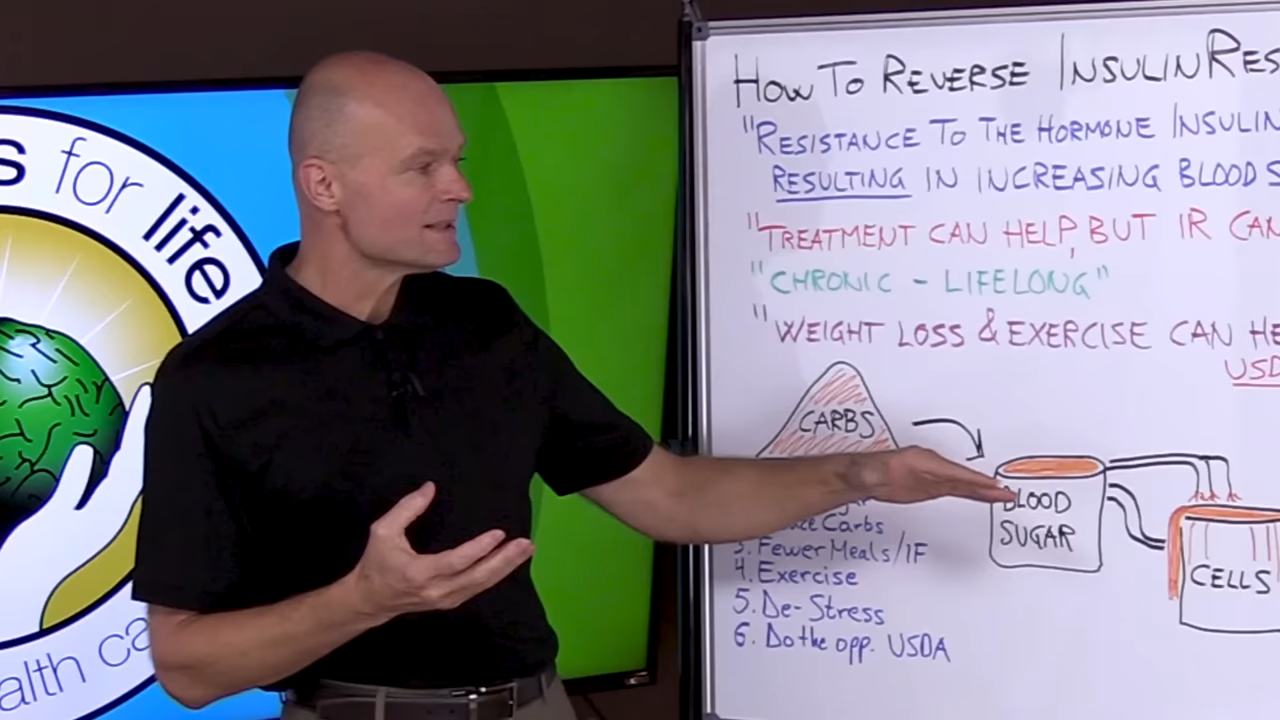 s for life
alth ca
HOW TO REVERSE INSULIN RES
"RESISTANCE TO THE HORMONE INSULIN
RESULTING IN INCREASING BLOOD S
"TREATMENT CAN HELP, BUT IR CAN
"CHRONIC - LIFELONG"
"WEIGHT LOSS & EXERCISE CAN HE
USD
CARBS
BLOOD
SUGAR
CELLS
Carbs
3. Fewer Meals/IF
4. Exercise
5. De-Stress
6. Do the opp. USDA